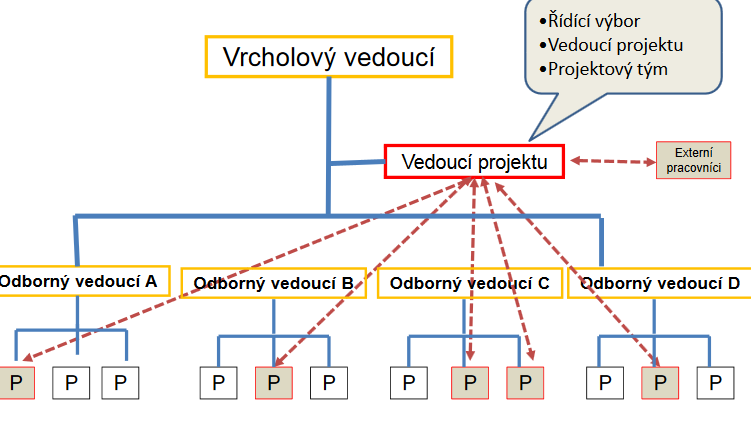 •Řídící výbor
•Vedoucí projektu
•Projektový tým
Vrcholový vedoucí
Vedoucí projektu
Externí
pracovníci
Odborný vedoucí A
Odborný vedoucí B
Odborný vedoucí C
Odborný vedoucí D
P P P P P P P P P P P P